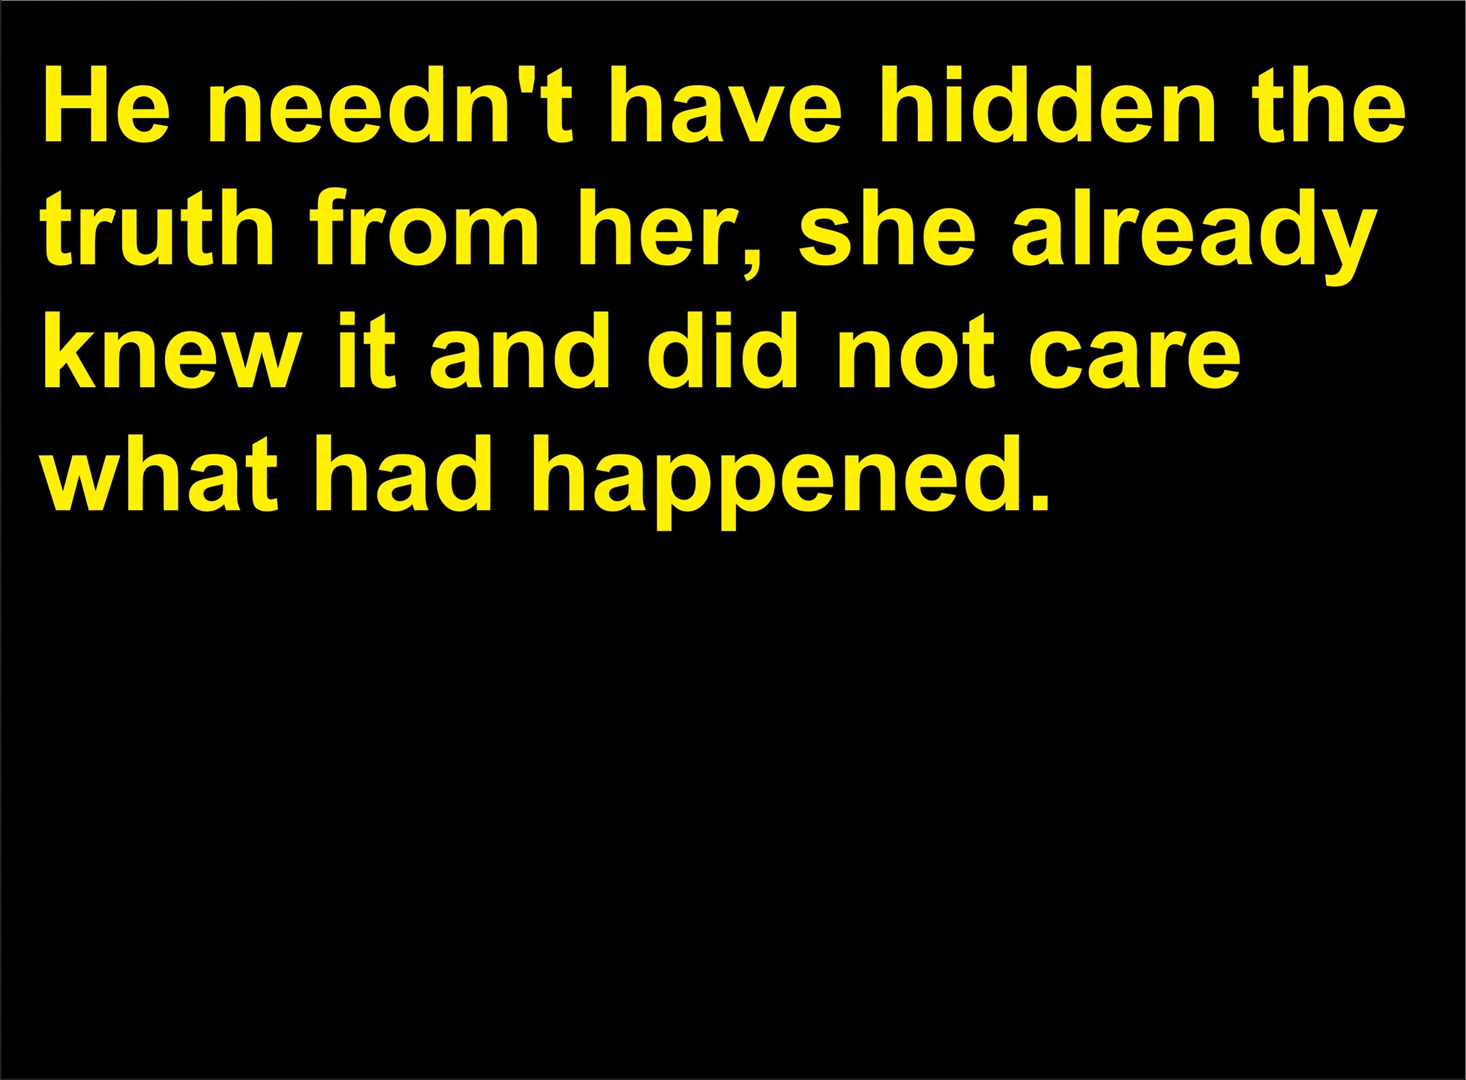 He needn't have hidden the
truth from her, she already
knew it and did not care
what had happened.